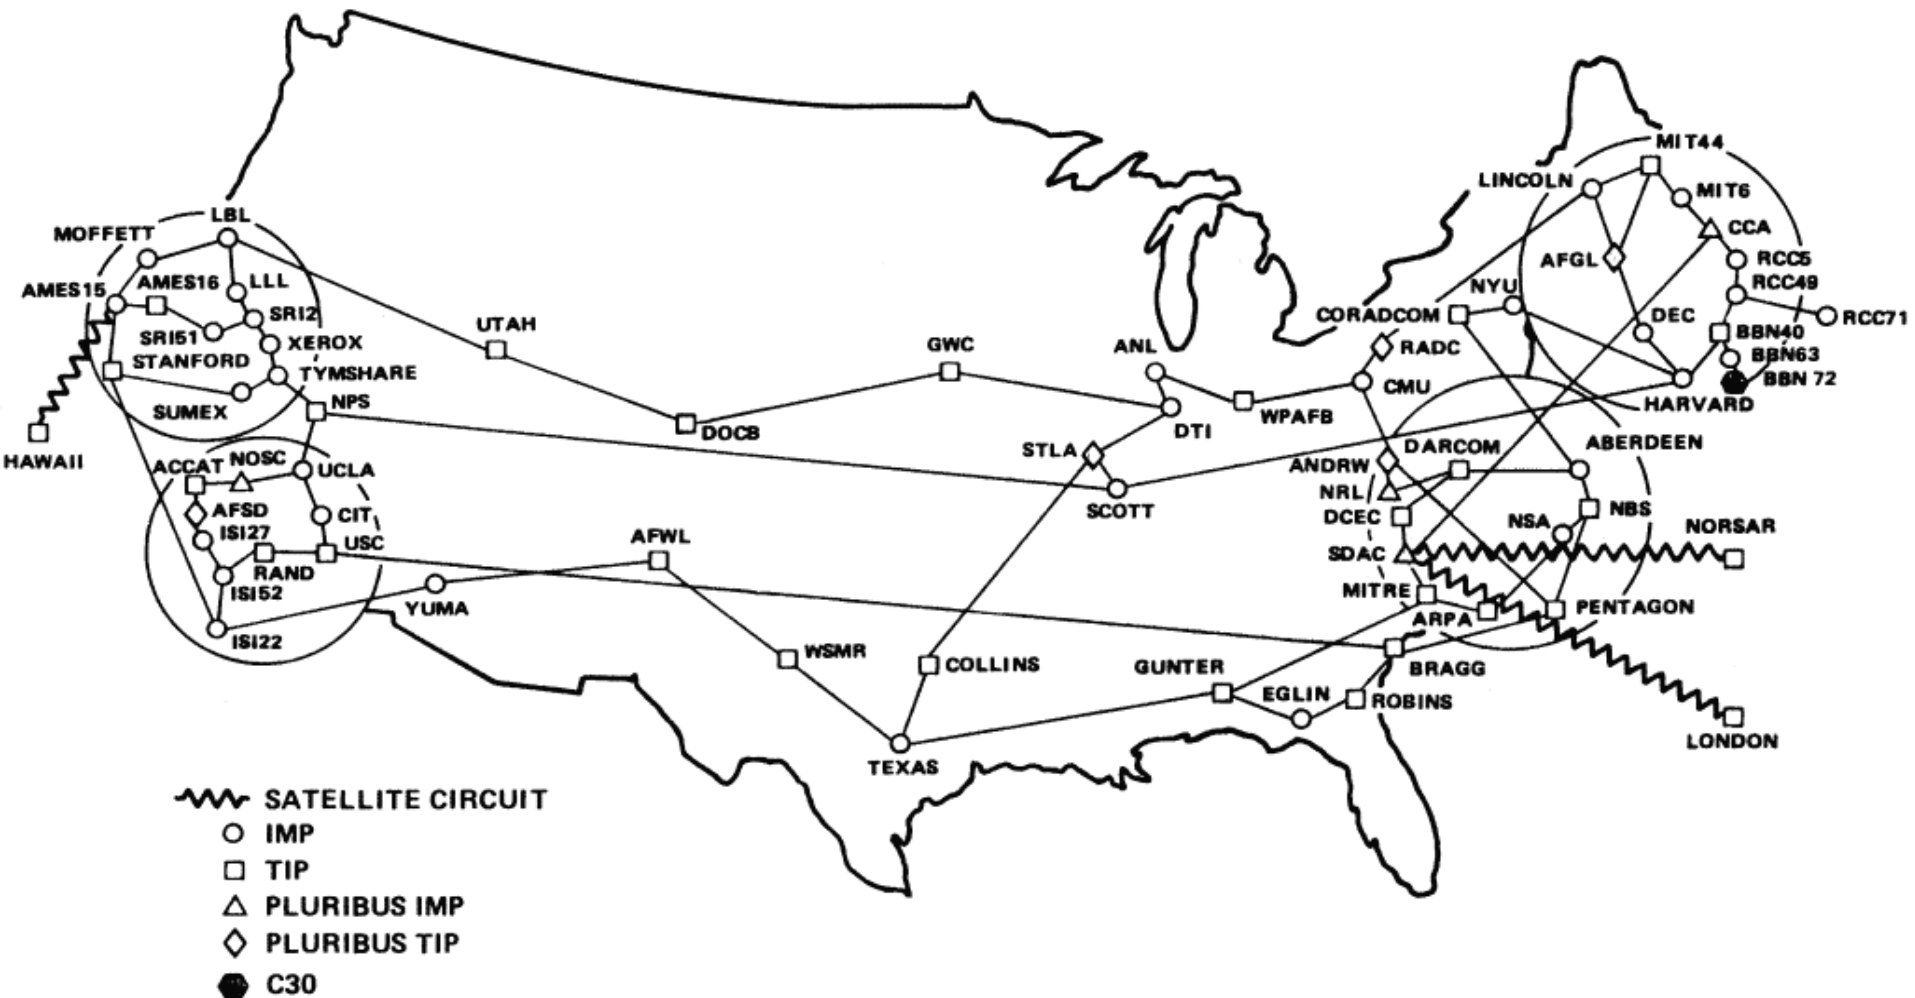 MIT44
LINCOLN
MIT6
LBL
CCA
MOFFETT
AFGL
RCC5
AMES16
LLL
RCC49
AMES15
NYU
SRI2
CORADCOM
DEC
RCC71
UTAH
SRI51
BBN40
XEROX
GWC
ANL
RADC
STANFORD
BBN63
TYMSHARE
BBN 72
CMU
SUMEX
NPS
HARVARD
WPAFB
DOCB
DTI
HAWAII
DARCOM
ABERDEEN
STLA
ACCAT
NOSC
UCLA
ANDRW
NRL
AFSD
CIT
SCOTT
DCEC
NSA
NBS
NORSAR
ISI27
AFWL
USC
SDAC
RAND
ISI52
MITRE
YUMA
PENTAGON
ARPA
ISI22
WSMR
COLLINS
GUNTER
BRAGG
EGLIN
ROBINS
LONDON
TEXAS
SATELLITE CIRCUIT
IMP
TIP
PLURIBUS IMP
PLURIBUS TIP
C30